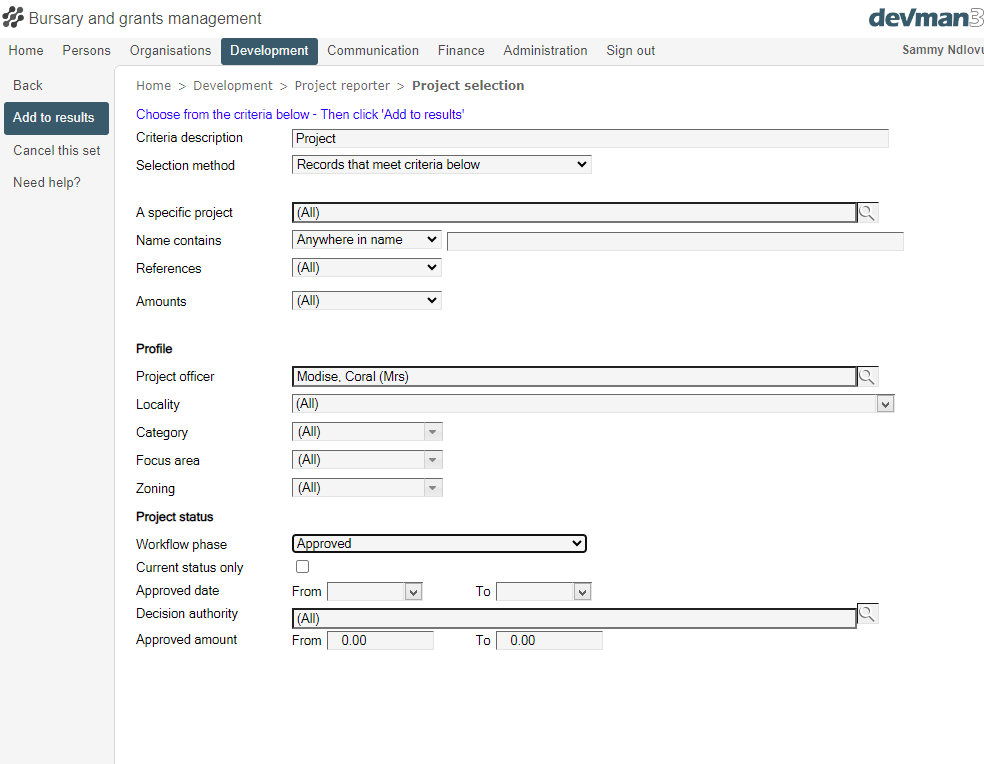 Bursary and grants management
devman3
Home Persons Organisations Development Communication Finance Administration Sign out Sammy Ndlovu
Back
Add to results
Cancel this set
Need help?
Home > Development > Project reporter > Project selection
Choose from the criteria below - Then click 'Add to results'
Criteria description Project
Selection method Records that meet criteria below
A specific project (All)
Name contains Anywhere in name
References (All)
Amounts (All)
Profile
Project officer Modise, Coral (Mrs)
Locality (All)
Category (All)
Focus area (All)
Zoning (All)
Project status
Workflow phase Approved
Current status only
Approved date From To
Decision authority (All)
Approved amount From 0.00 To 0.00